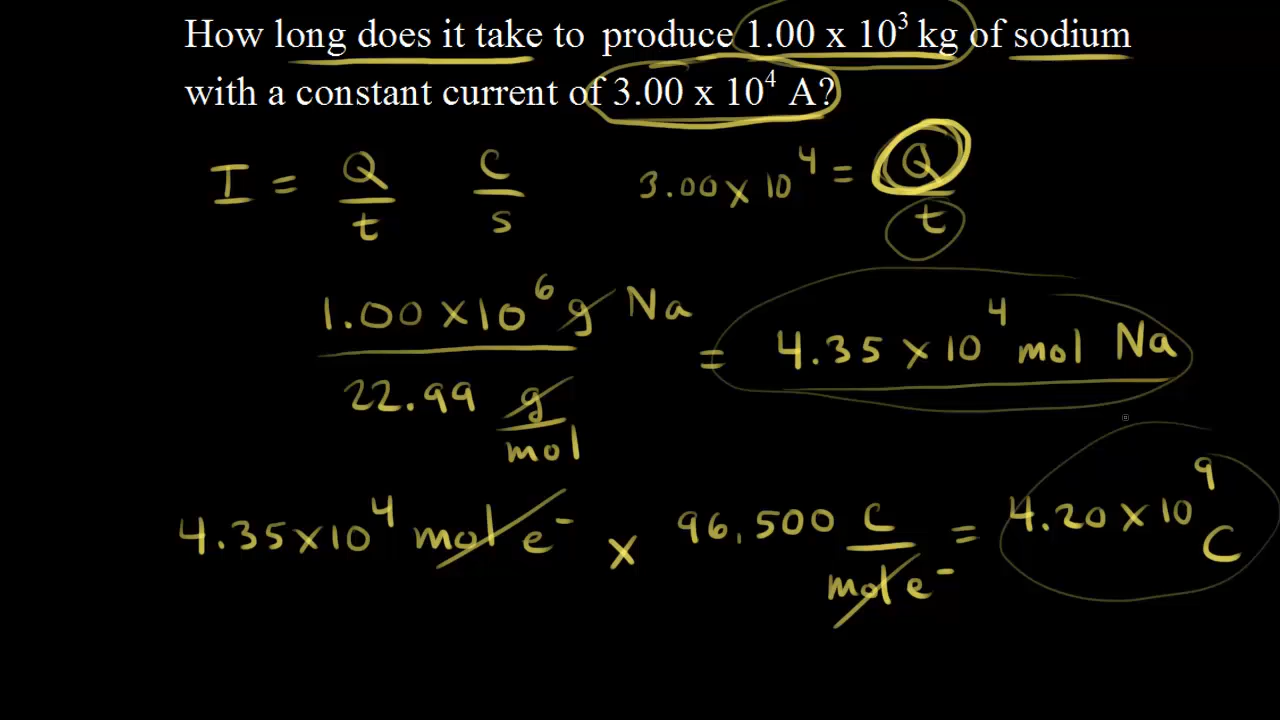 How long does it take to produce 1.00 x 10³ kg of sodium
with a constant current of 3.00 x 10⁴ A?
I = Q/t C/s 3.00 x 10⁴ = Q/t
1.00 x 10⁶ g Na / 22.99 g/mol = 4.35 x 10⁴ mol Na
4.35 x 10⁴ mol e⁻ x 96,500 C/mol e⁻ = 4.20 x 10⁹ C